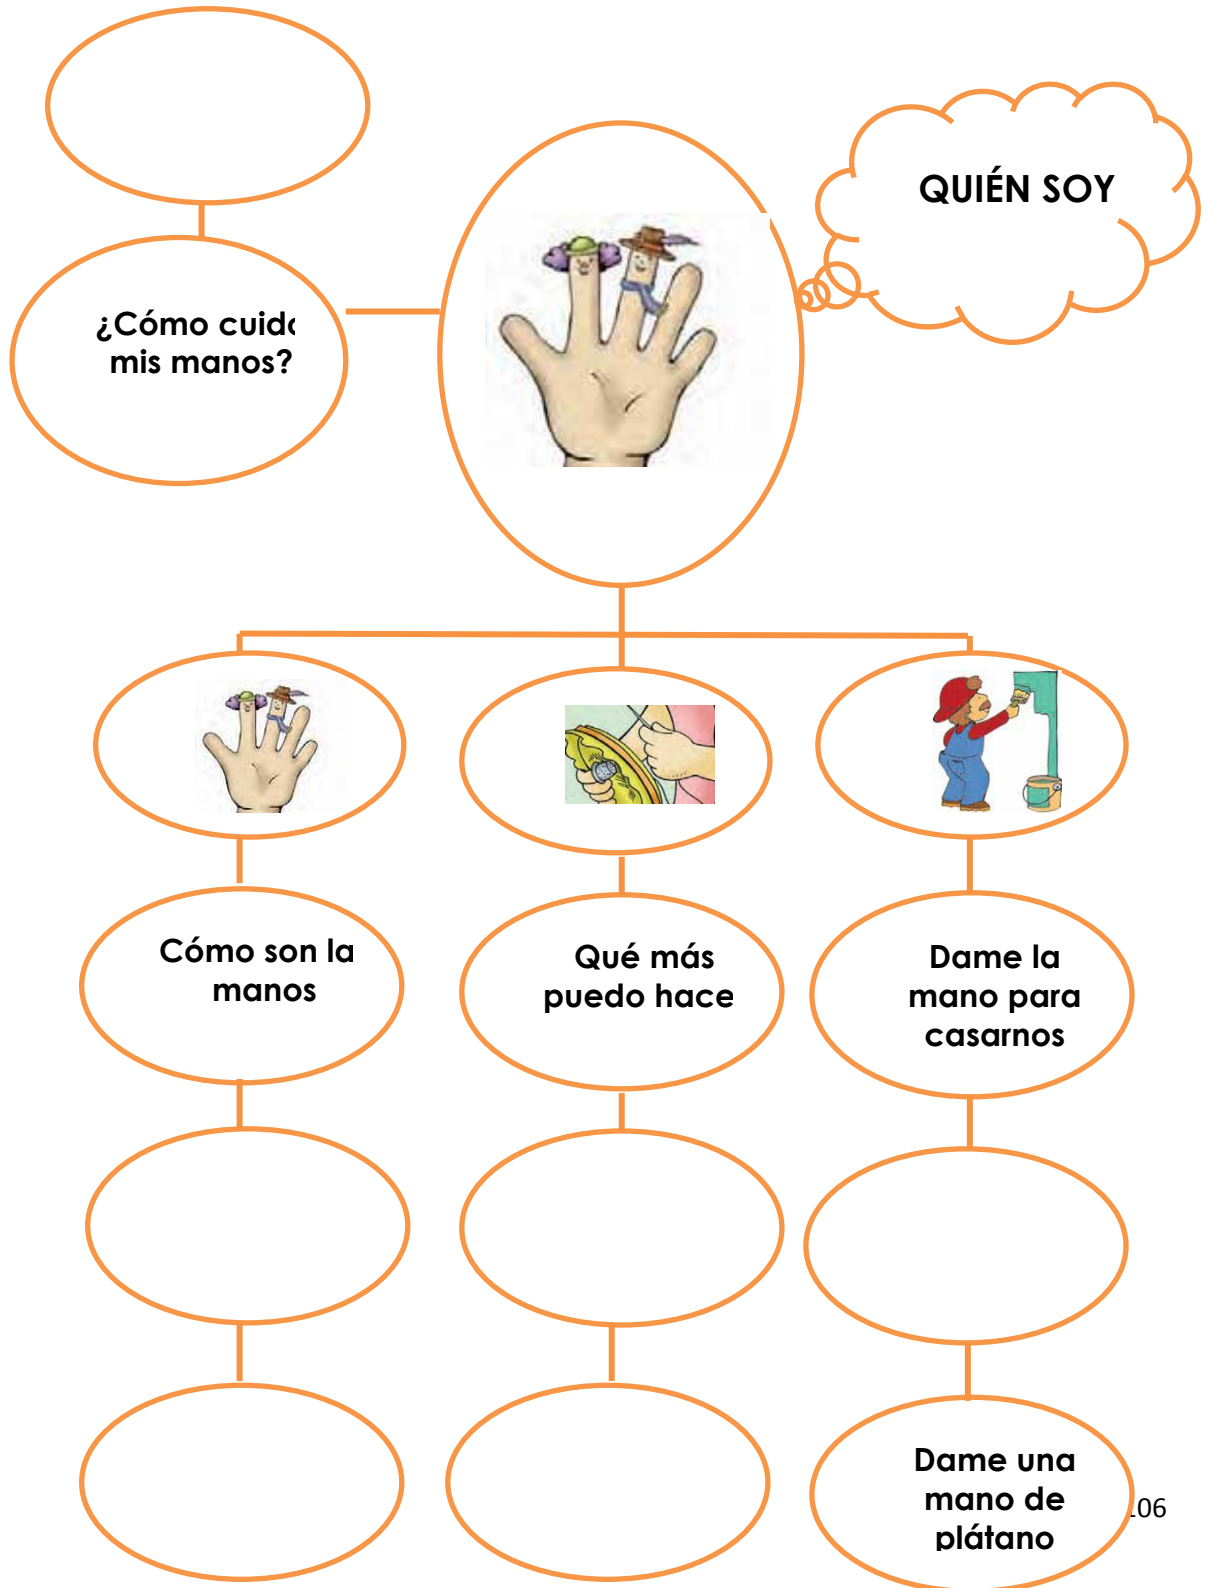 QUIÉN SOY
¿Cómo cuido
mis manos?
Cómo son la
manos
Qué más
puedo hace
Dame la
mano para
casarnos
Dame una
mano de
plátano
106